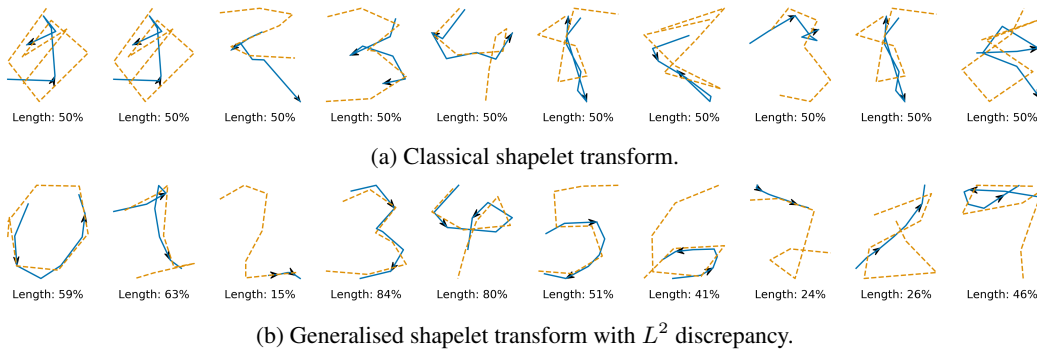 Length: 50% Length: 50% Length: 50% Length: 50% Length: 50% Length: 50% Length: 50% Length: 50% Length: 50% Length: 50%
(a) Classical shapelet transform.
Length: 59% Length: 63% Length: 15% Length: 84% Length: 80% Length: 51% Length: 41% Length: 24% Length: 26% Length: 46%
(b) Generalised shapelet transform with L² discrepancy.